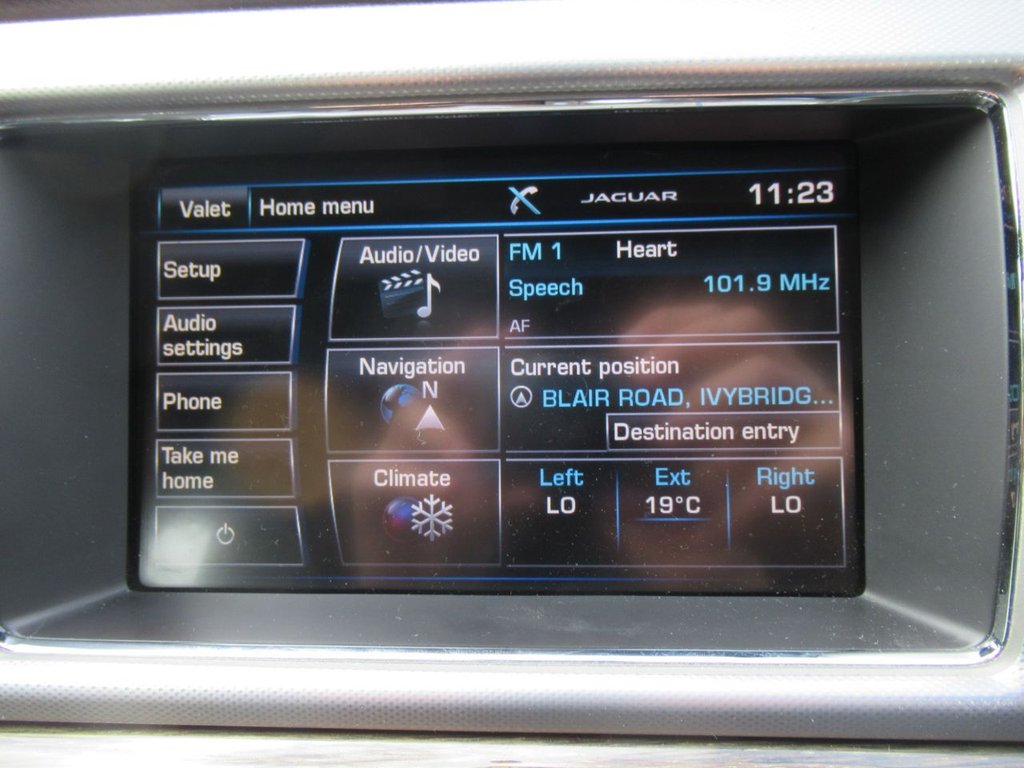 Valet Home menu JAGUAR 11:23
Setup
Audio
settings
Phone
Take me
home
Audio/Video
Navigation
N
Climate
FM 1 Heart
Speech 101.9 MHz
AF
Current position
BLAIR ROAD, IVYBRIDG...
Destination entry
Left Ext Right
LO 19°C LO